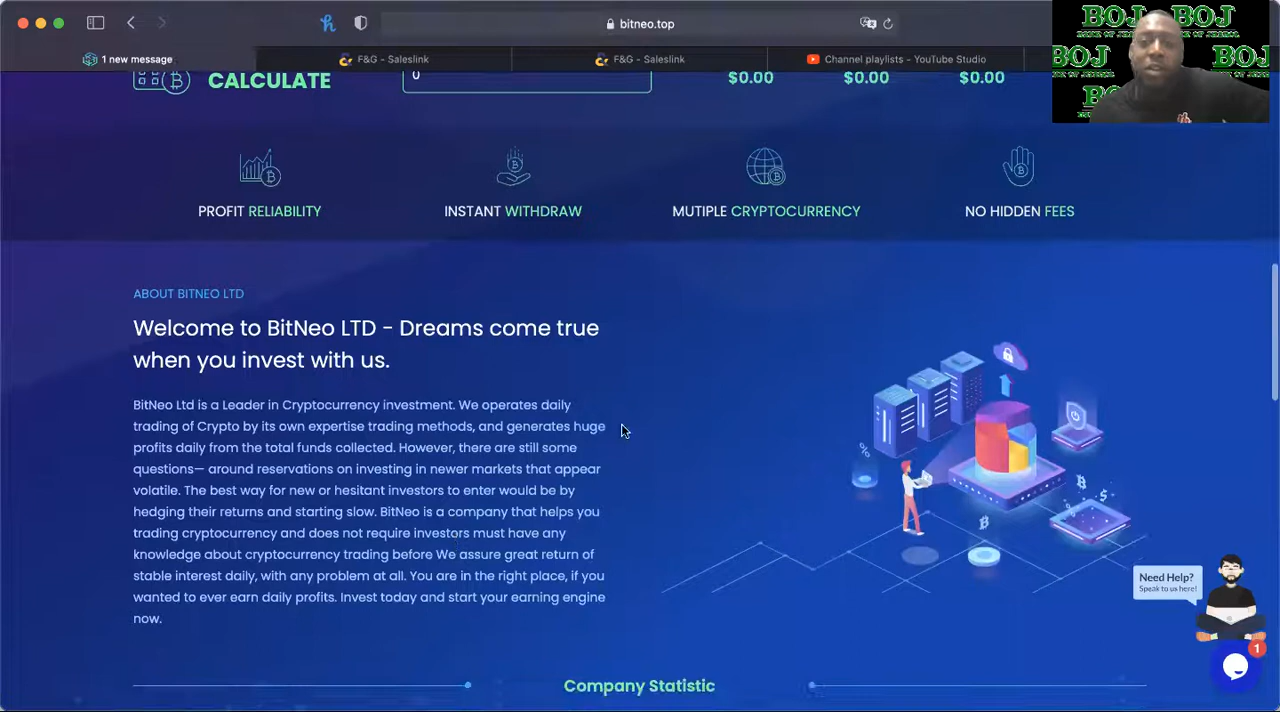 bitneo.top
1 new message
F&G - Saleslink
F&G - Saleslink
Channel playlists - YouTube Studio
CALCULATE
0
$0.00
$0.00
$0.00
BOJ BOJ
BOJ BOJ
PROFIT RELIABILITY
INSTANT WITHDRAW
MUTIPLE CRYPTOCURRENCY
NO HIDDEN FEES
ABOUT BITNEO LTD
Welcome to BitNeo LTD - Dreams come true
when you invest with us.
BitNeo Ltd is a Leader in Cryptocurrency investment. We operates daily
trading of Crypto by its own expertise trading methods, and generates huge
profits daily from the total funds collected. However, there are still some
questions— around reservations on investing in newer markets that appear
volatile. The best way for new or hesitant investors to enter would be by
hedging their returns and starting slow. BitNeo is a company that helps you
trading cryptocurrency and does not require investors must have any
knowledge about cryptocurrency trading before We assure great return of
stable interest daily, with any problem at all. You are in the right place, if you
wanted to ever earn daily profits. Invest today and start your earning engine
now.
Need Help?
Speak to us here!
1
Company Statistic